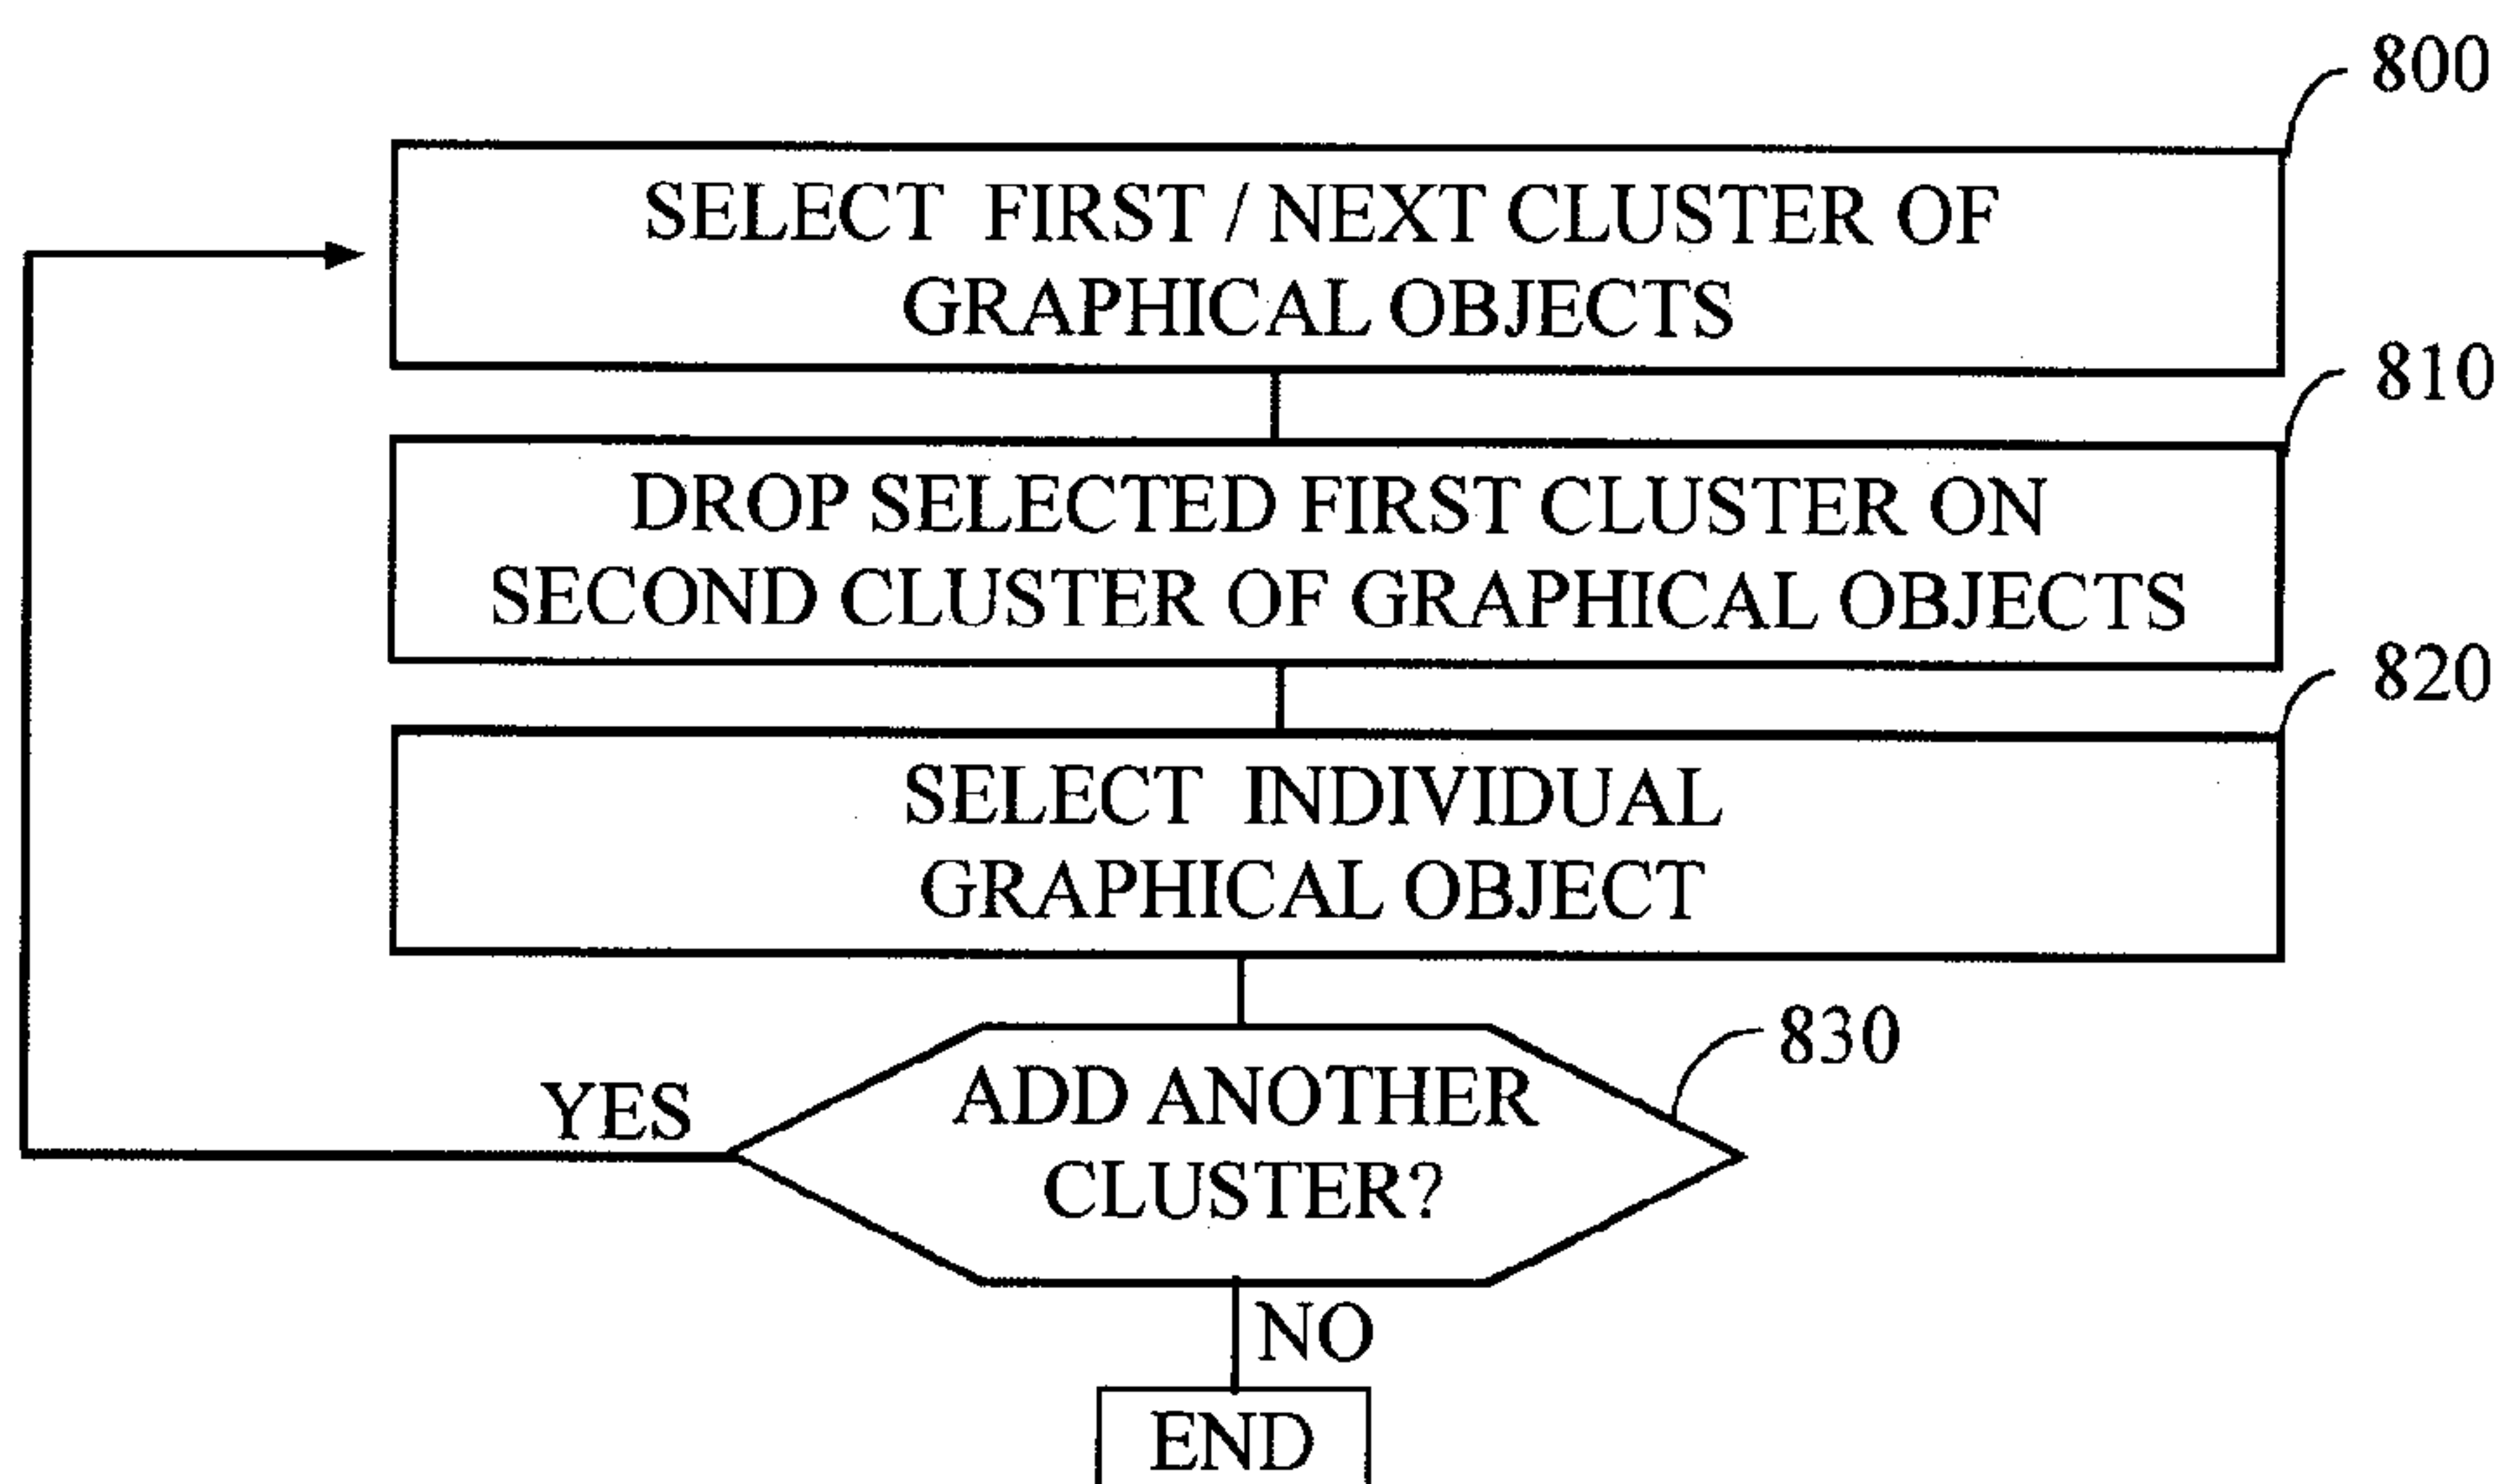 800
SELECT FIRST / NEXT CLUSTER OF
GRAPHICAL OBJECTS
810
DROP SELECTED FIRST CLUSTER ON
SECOND CLUSTER OF GRAPHICAL OBJECTS
820
SELECT INDIVIDUAL
GRAPHICAL OBJECT
830
ADD ANOTHER
CLUSTER?
YES
NO
END